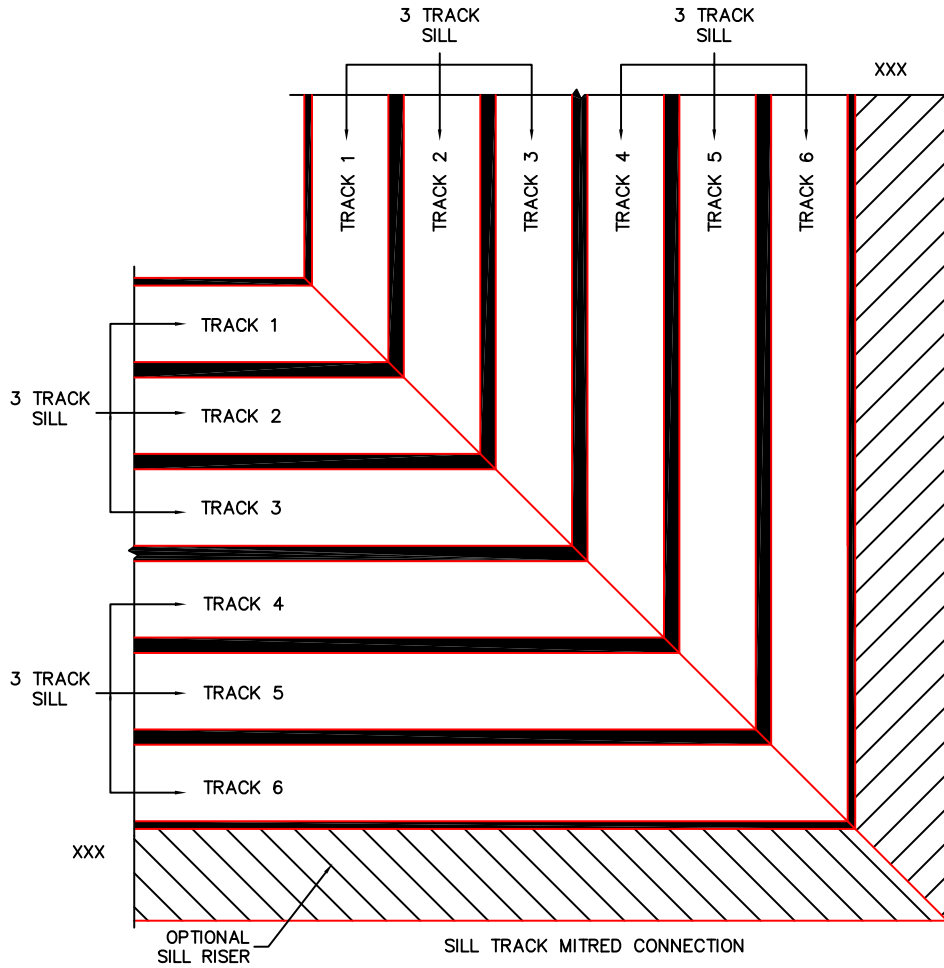 3 TRACK
SILL
3 TRACK
SILL
XXX
TRACK 1
TRACK 2
TRACK 3
TRACK 4
TRACK 5
TRACK 6
TRACK 1
3 TRACK
SILL
TRACK 2
TRACK 3
TRACK 4
3 TRACK
SILL
TRACK 5
TRACK 6
XXX
OPTIONAL
SILL RISER
SILL TRACK MITRED CONNECTION